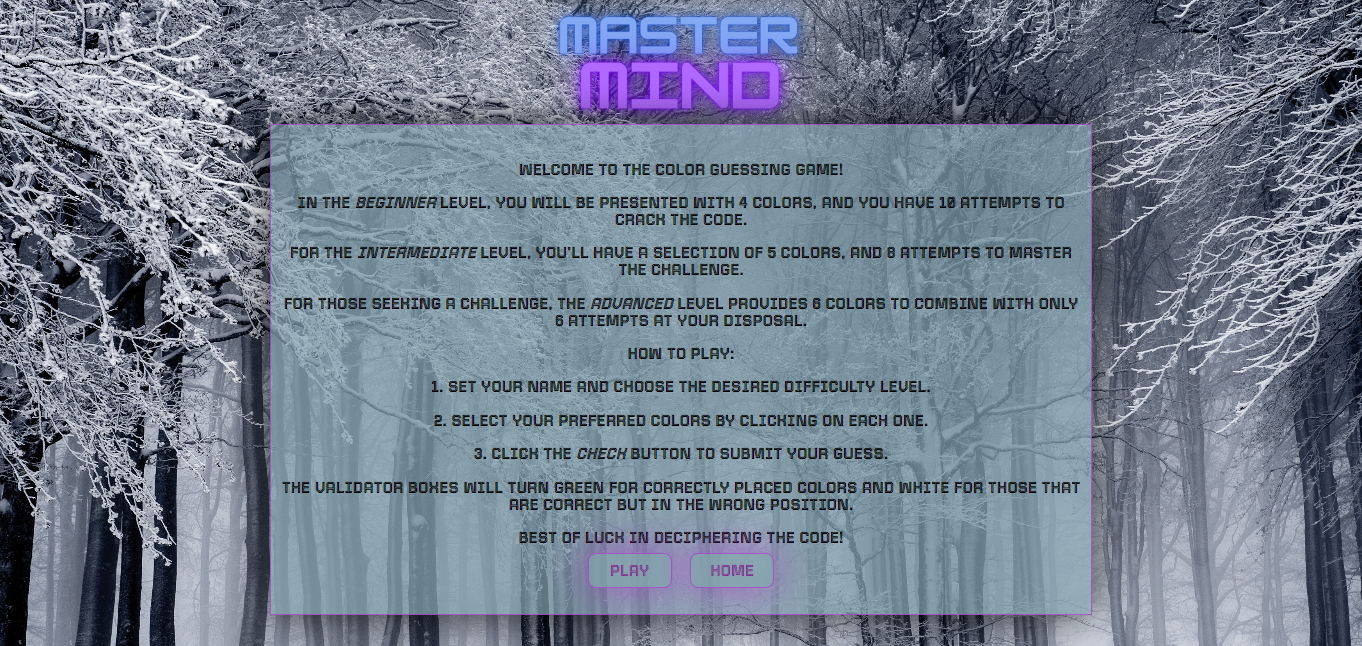 MASTER
MIND
WELCOME TO THE COLOR GUESSING GAME!
IN THE BEGINNER LEVEL, YOU WILL BE PRESENTED WITH 4 COLORS, AND YOU HAVE 10 ATTEMPTS TO
CRACK THE CODE.
FOR THE INTERMEDIATE LEVEL, YOU'LL HAVE A SELECTION OF 5 COLORS, AND 8 ATTEMPTS TO MASTER
THE CHALLENGE.
FOR THOSE SEEKING A CHALLENGE, THE ADVANCED LEVEL PROVIDES 6 COLORS TO COMBINE WITH ONLY
6 ATTEMPTS AT YOUR DISPOSAL.
HOW TO PLAY:
1. SET YOUR NAME AND CHOOSE THE DESIRED DIFFICULTY LEVEL.
2. SELECT YOUR PREFERRED COLORS BY CLICKING ON EACH ONE.
3. CLICK THE CHECK BUTTON TO SUBMIT YOUR GUESS.
THE VALIDATOR BOXES WILL TURN GREEN FOR CORRECTLY PLACED COLORS AND WHITE FOR THOSE THAT
ARE CORRECT BUT IN THE WRONG POSITION.
BEST OF LUCK IN DECIPHERING THE CODE!
PLAY HOME